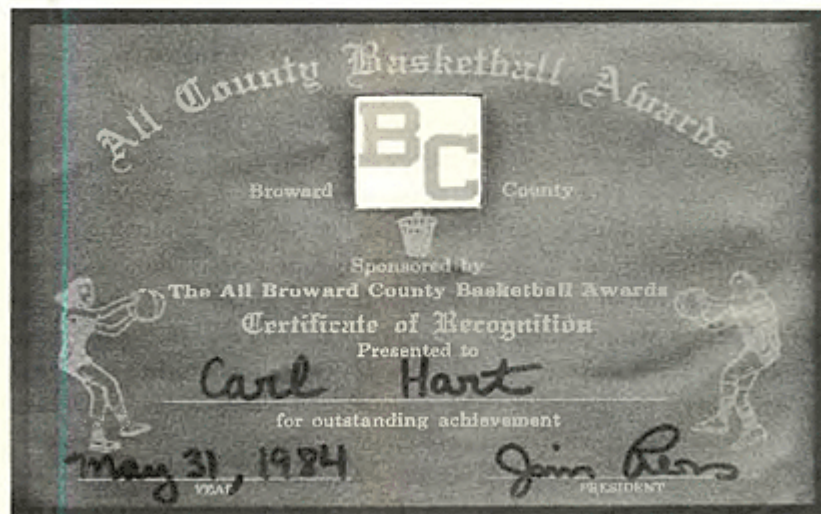 All County Basketball Awards
BC
Broward County
Sponsored by
The All Broward County Basketball Awards
Certificate of Recognition
Presented to
Carl Hart
for outstanding achievement
May 31, 1984
Jim
YEAR
PRESIDENT